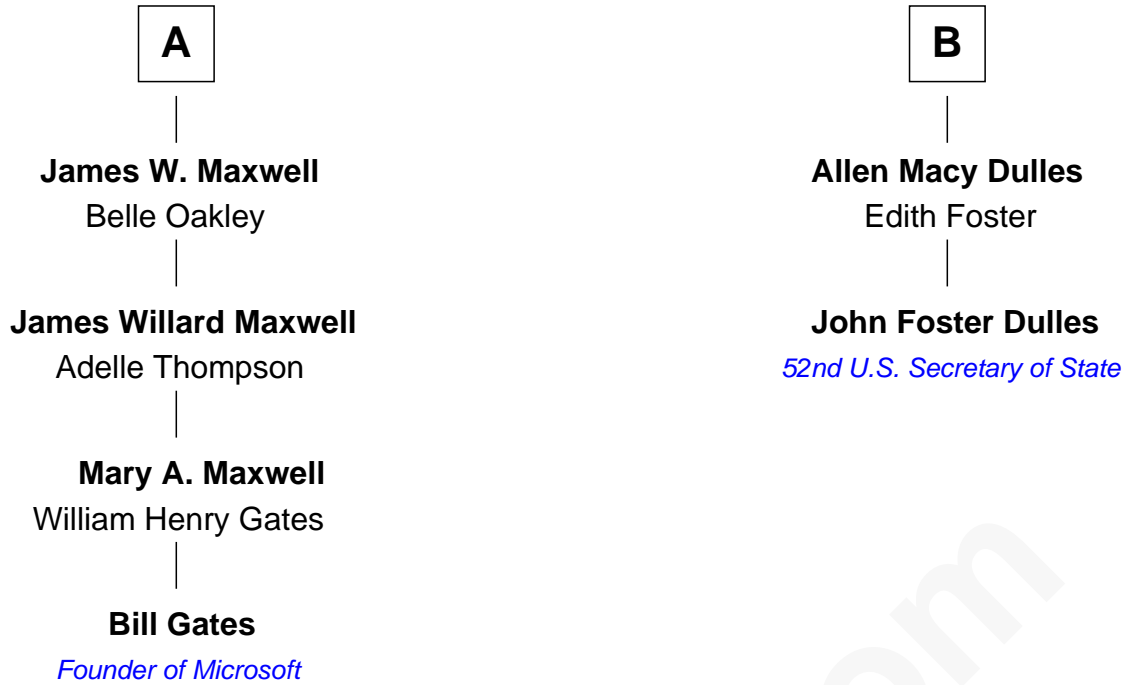 A
James W. Maxwell
Belle Oakley
James Willard Maxwell
Adelle Thompson
Mary A. Maxwell
William Henry Gates
Bill Gates
Founder of Microsoft
B
Allen Macy Dulles
Edith Foster
John Foster Dulles
52nd U.S. Secretary of State
om